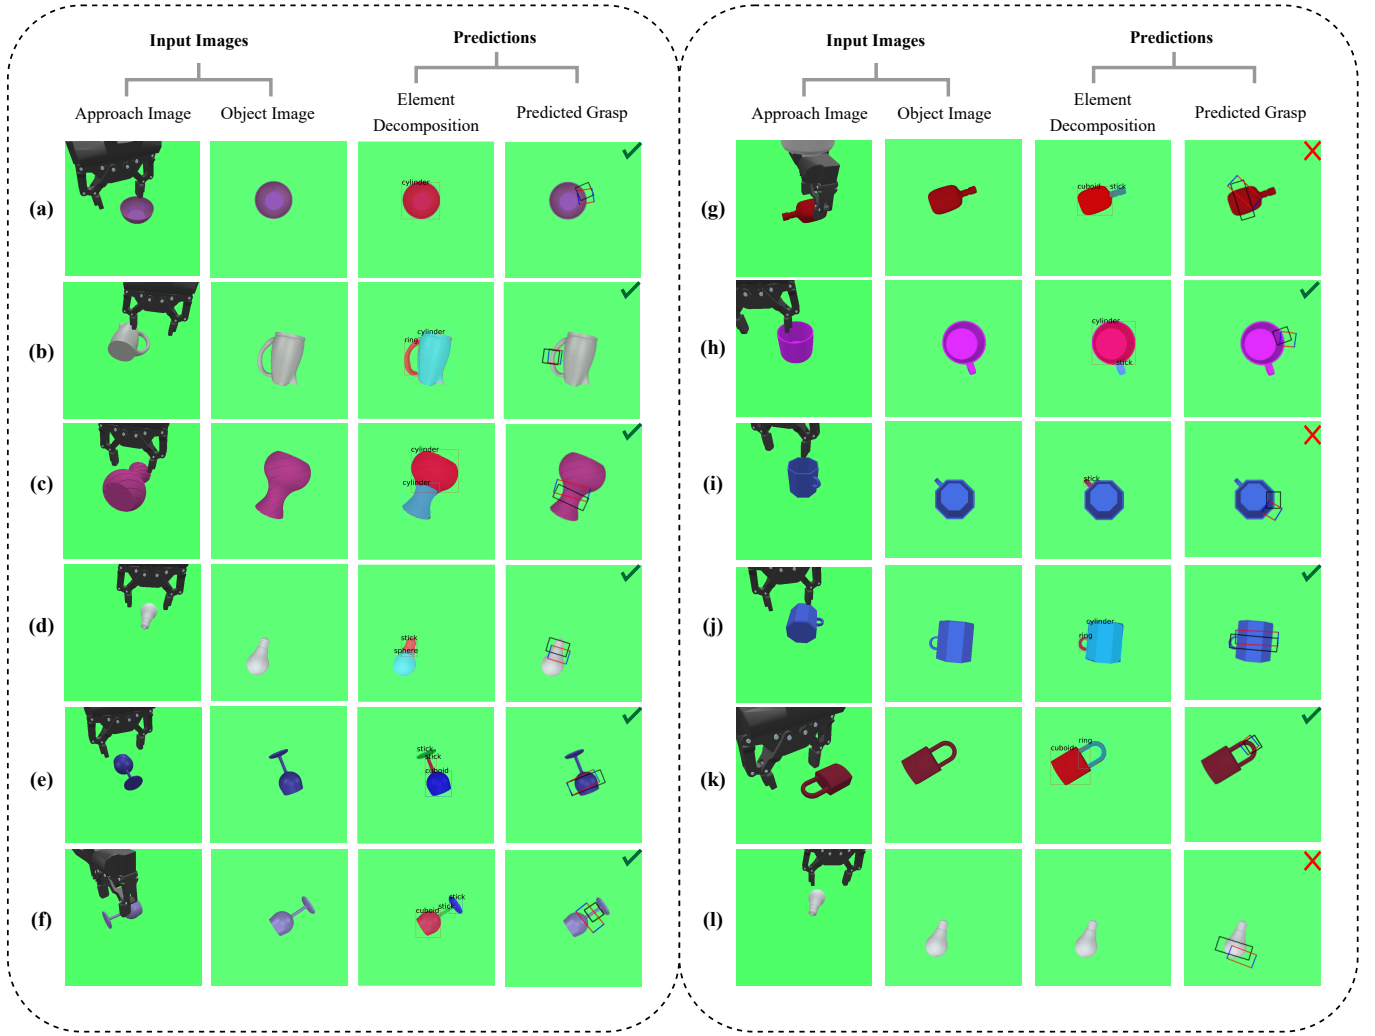 Input Images
Predictions
Approach Image
Object Image
Element
Decomposition
Predicted Grasp
(a)
cylinder
(b)
cylinder
ring
(c)
cylinder
cylinder
(d)
stick
sphere
(e)
stick
stick
cuboid
(f)
stick
stick
cuboid
Input Images
Predictions
Approach Image
Object Image
Element
Decomposition
Predicted Grasp
(g)
cuboid
stick
(h)
cylinder
stick
(i)
stick
(j)
cylinder
ring
(k)
ring
cuboid
(l)